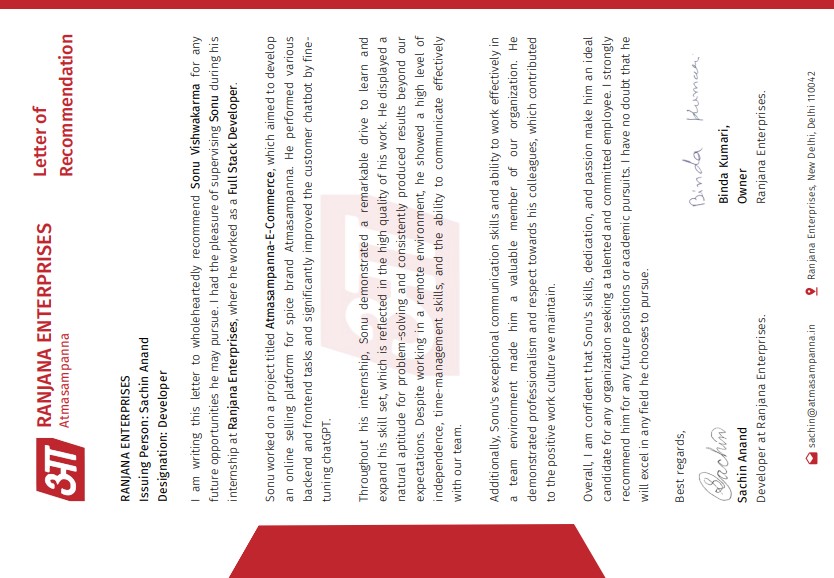 आ RANJANA ENTERPRISES
Atmasampanna
Letter of
Recommendation
RANJANA ENTERPRISES
Issuing Person: Sachin Anand
Designation: Developer
I am writing this letter to wholeheartedly recommend Sonu Vishwakarma for any
future opportunities he may pursue. I had the pleasure of supervising Sonu during his
internship at Ranjana Enterprises, where he worked as a Full Stack Developer.
Sonu worked on a project titled Atmasampanna-E-Commerce, which aimed to develop
an online selling platform for spice brand Atmasampanna. He performed various
backend and frontend tasks and significantly improved the customer chatbot by fine-
tuning chatGPT.
Throughout his internship, Sonu demonstrated a remarkable drive to learn and
expand his skill set, which is reflected in the high quality of his work. He displayed a
natural aptitude for problem-solving and consistently produced results beyond our
expectations. Despite working in a remote environment, he showed a high level of
independence, time-management skills, and the ability to communicate effectively
with our team.
Additionally, Sonu's exceptional communication skills and ability to work effectively in
a team environment made him a valuable member of our organization. He
demonstrated professionalism and respect towards his colleagues, which contributed
to the positive work culture we maintain.
Overall, I am confident that Sonu's skills, dedication, and passion make him an ideal
candidate for any organization seeking a talented and committed employee. I strongly
recommend him for any future positions or academic pursuits. I have no doubt that he
will excel in any field he chooses to pursue.
Best regards,
Sachin
Sachin Anand
Developer at Ranjana Enterprises.
Binda Kumari
Binda Kumari,
Owner
Ranjana Enterprises.
sachin@atmasampanna.in
Ranjana Enterprises, New Delhi, Delhi 110042